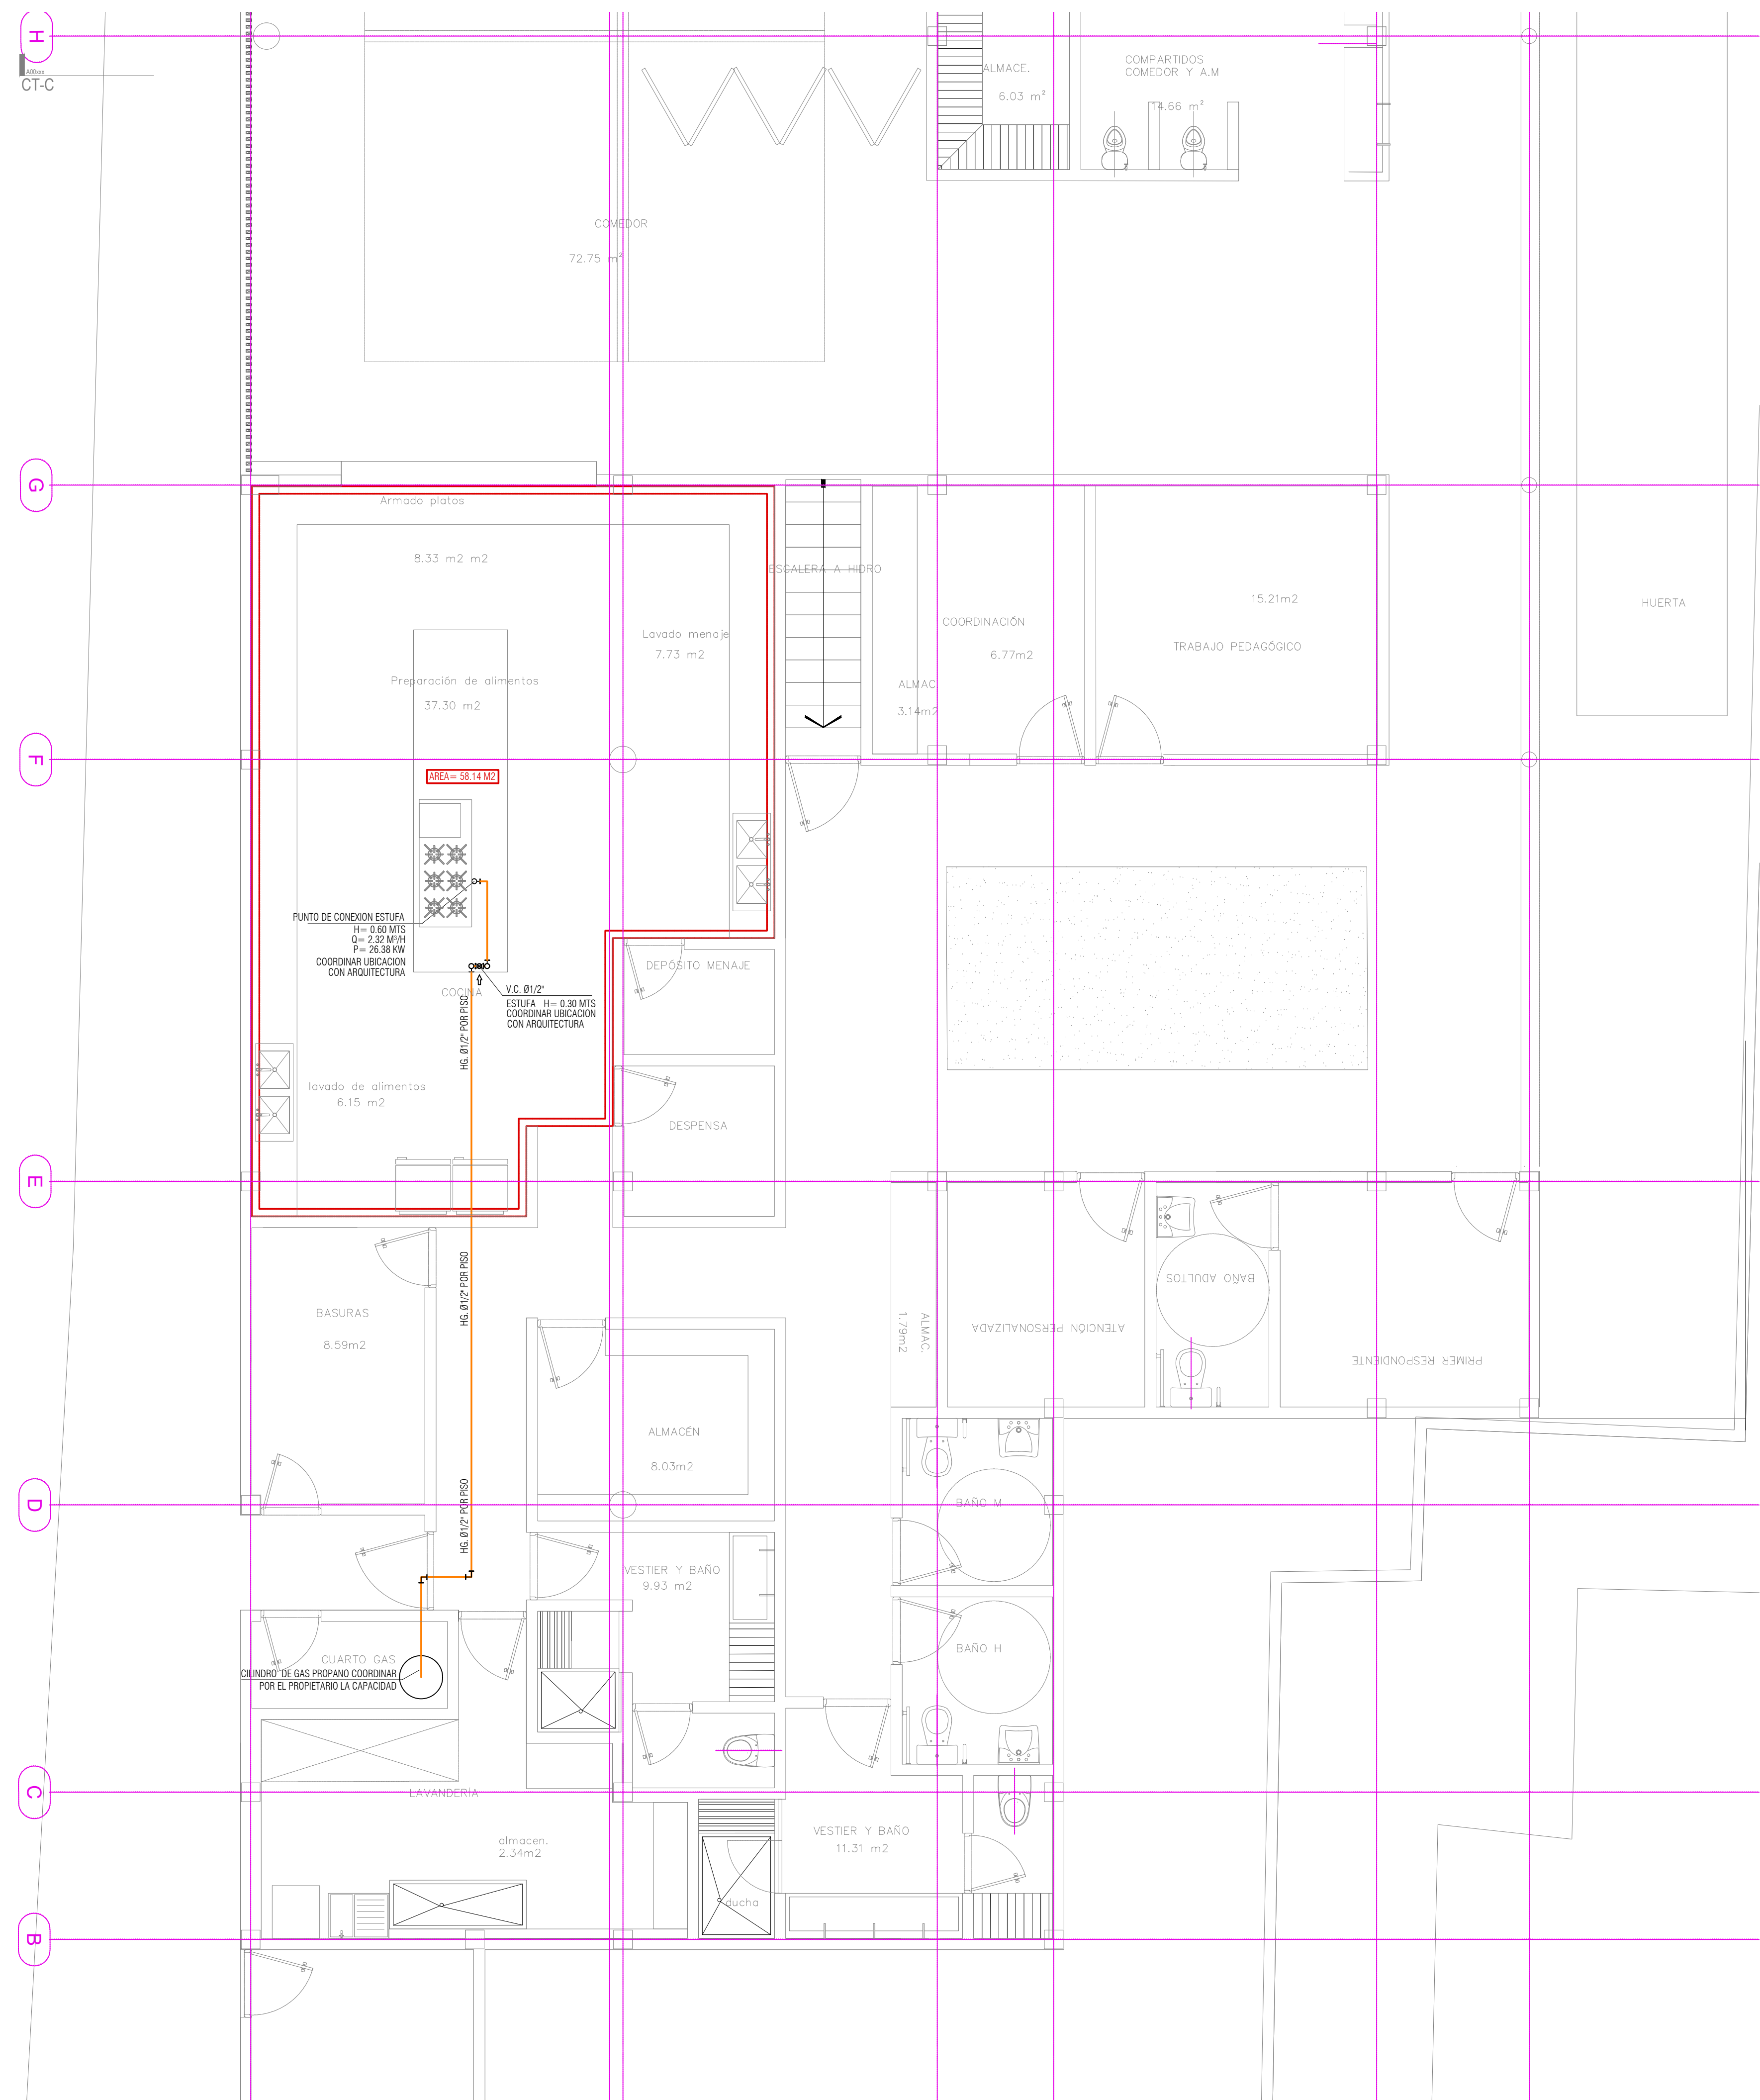 H
A00xxx
CT-C
ALMACE.
6.03 m²
COMPARTIDOS
COMEDOR Y A.M
14.66 m²
COMEDOR
72.75 m²
G
Armado platos
8.33 m2 m2
ESCALERA A HIDRO
Lavado menaje
7.73 m2
Preparación de alimentos
37.30 m2
COORDINACIÓN
6.77m2
ALMAC
3.14m2
15.21m2
TRABAJO PEDAGÓGICO
HUERTA
F
AREA= 58.14 M2
PUNTO DE CONEXION ESTUFA
H= 0.60 MTS
Q= 2.32 M³/H
P= 26.38 KW
COORDINAR UBICACION
CON ARQUITECTURA
COCINA
V.C. Ø1/2"
ESTUFA H= 0.30 MTS
COORDINAR UBICACION
CON ARQUITECTURA
HG. Ø1/2" POR PISO
DEPÓSITO MENAJE
lavado de alimentos
6.15 m2
DESPENSA
E
HG. Ø1/2" POR PISO
BASURAS
8.59m2
ALMAC.
1.79m2
ATENCIÓN PERSONALIZADA
BAÑO ADULTOS
PRIMER RESPONDIENTE
ALMACÉN
8.03m2
D
HG. Ø1/2" POR PISO
BAÑO M
VESTIER Y BAÑO
9.93 m2
BAÑO H
CUARTO GAS
CILINDRO DE GAS PROPANO COORDINAR
POR EL PROPIETARIO LA CAPACIDAD
C
LAVANDERÍA
almacen.
2.34m2
VESTIER Y BAÑO
11.31 m2
ducha
B